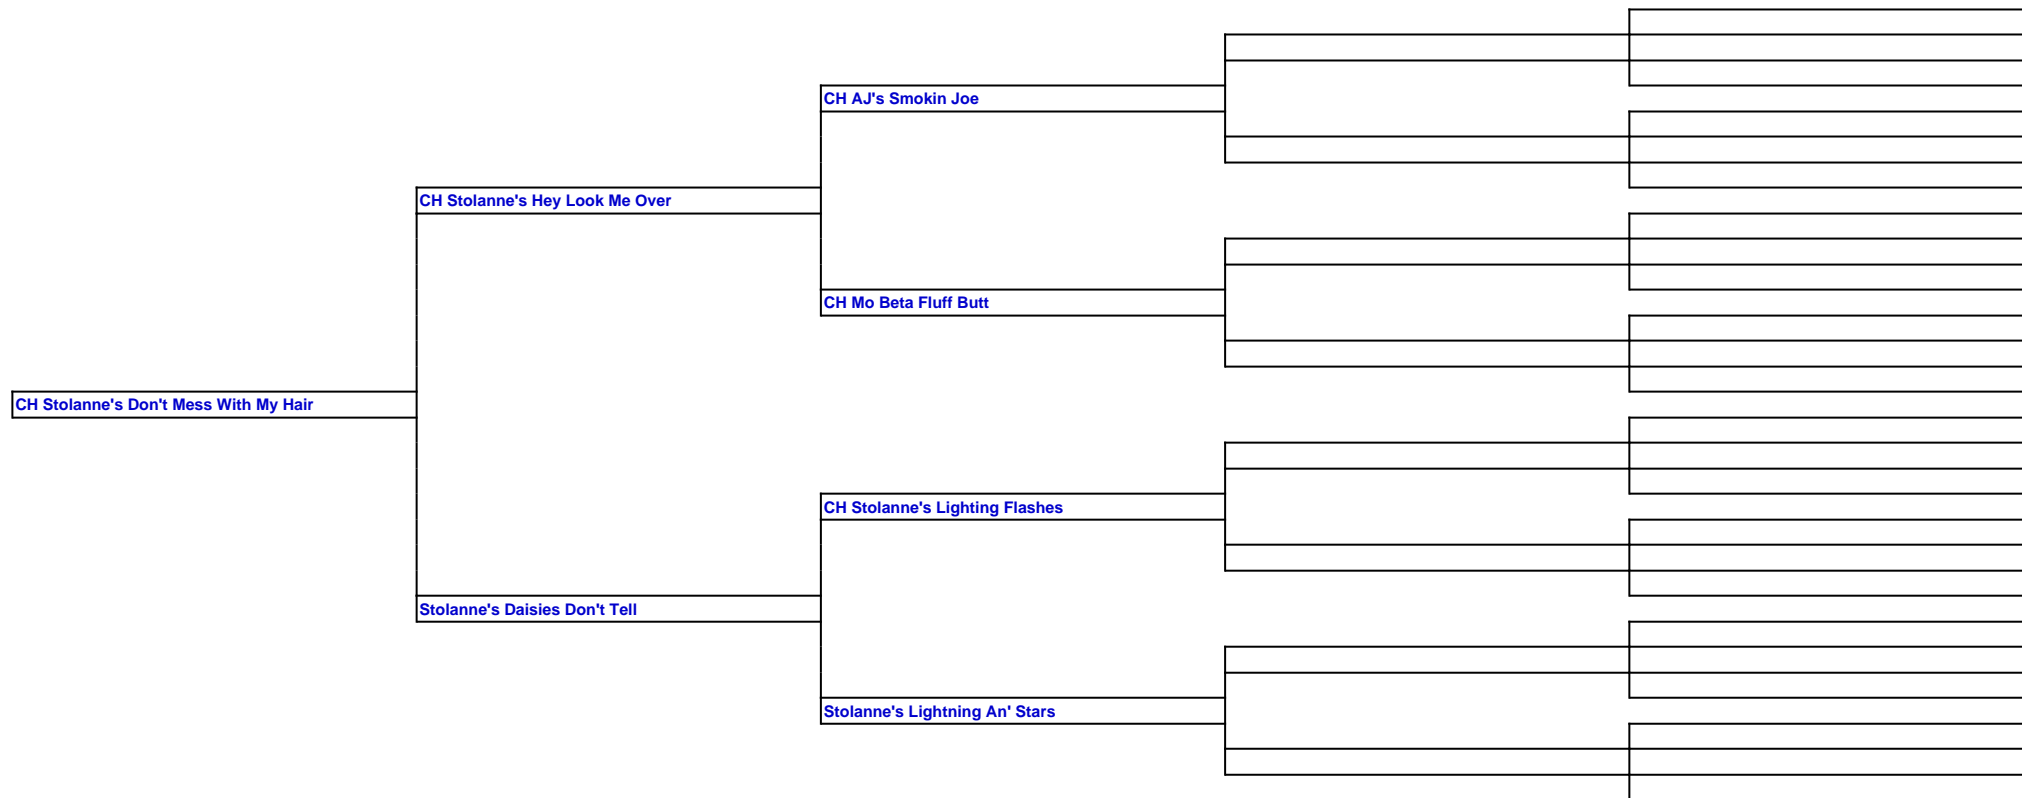 CH AJ's Smokin Joe
CH Stolanne's Hey Look Me Over
CH Mo Beta Fluff Butt
CH Stolanne's Don't Mess With My Hair
CH Stolanne's Lighting Flashes
Stolanne's Daisies Don't Tell
Stolanne's Lightning An' Stars